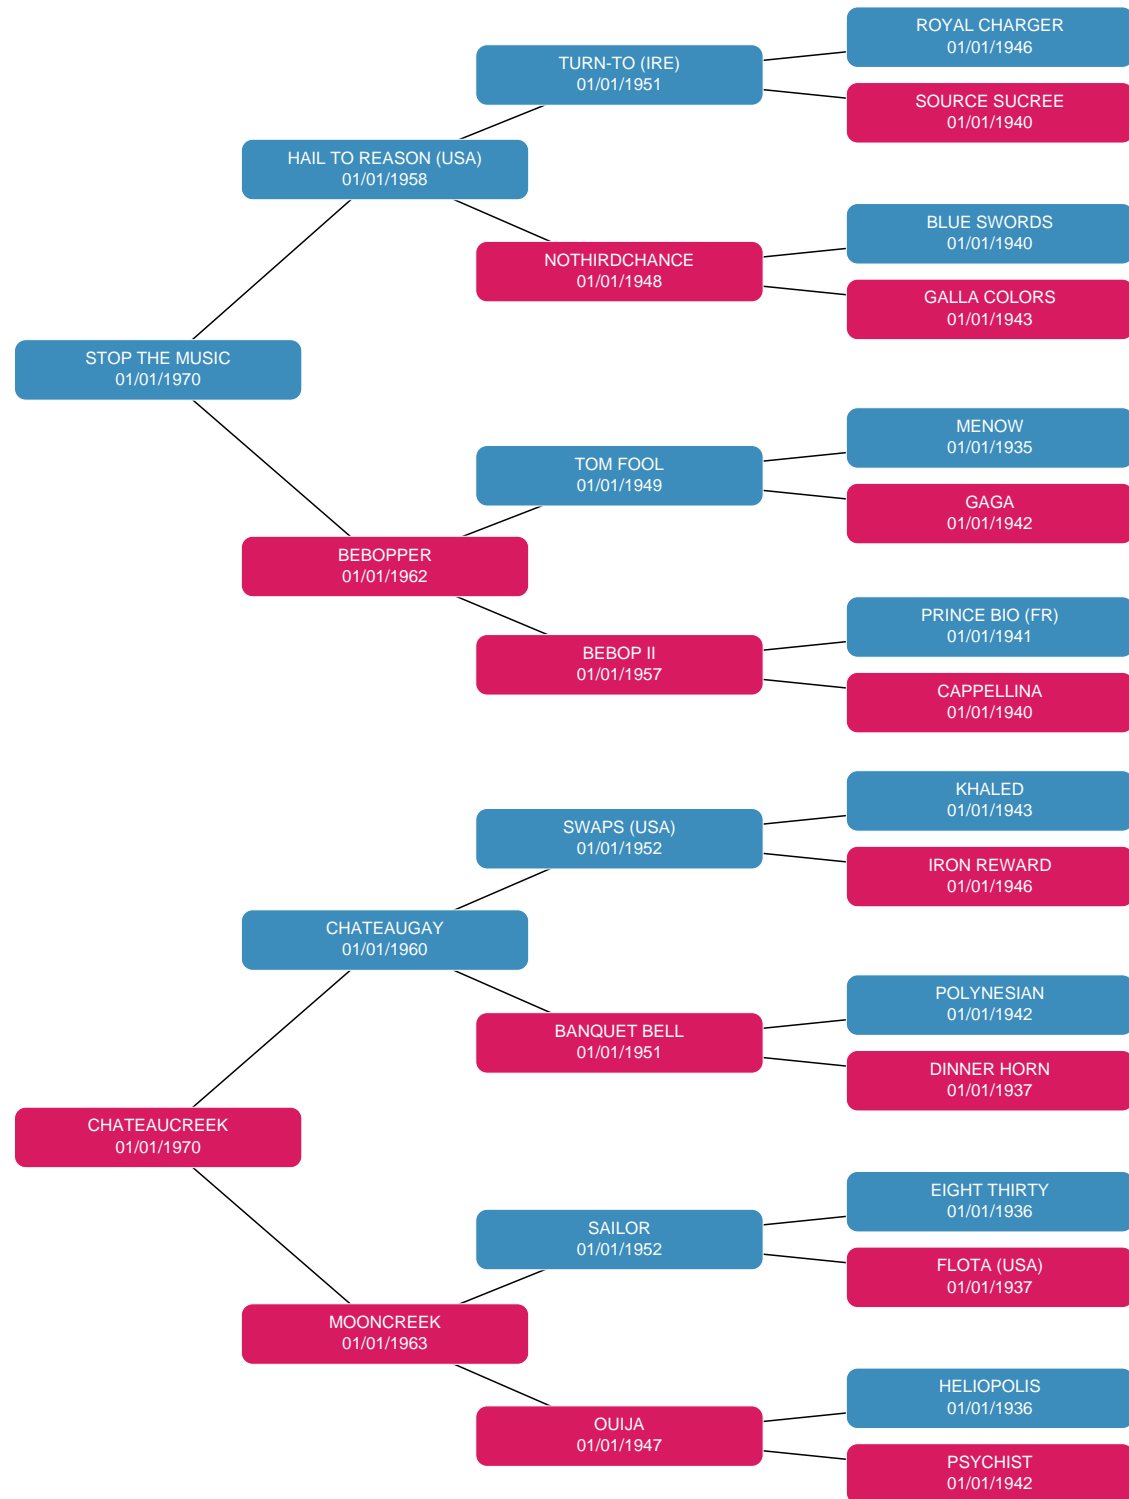 ROYAL CHARGER
01/01/1946
TURN-TO (IRE)
01/01/1951
SOURCE SUCREE
01/01/1940
HAIL TO REASON (USA)
01/01/1958
BLUE SWORDS
01/01/1940
NOTHIRDCHANCE
01/01/1948
GALLA COLORS
01/01/1943
STOP THE MUSIC
01/01/1970
MENOW
01/01/1935
TOM FOOL
01/01/1949
GAGA
01/01/1942
BEBOPPER
01/01/1962
PRINCE BIO (FR)
01/01/1941
BEBOP II
01/01/1957
CAPPELLINA
01/01/1940
KHALED
01/01/1943
SWAPS (USA)
01/01/1952
IRON REWARD
01/01/1946
CHATEAUGAY
01/01/1960
POLYNESIAN
01/01/1942
BANQUET BELL
01/01/1951
DINNER HORN
01/01/1937
CHATEAUCREEK
01/01/1970
EIGHT THIRTY
01/01/1936
SAILOR
01/01/1952
FLOTA (USA)
01/01/1937
MOONCREEK
01/01/1963
HELIOPOLIS
01/01/1936
OUIJA
01/01/1947
PSYCHIST
01/01/1942